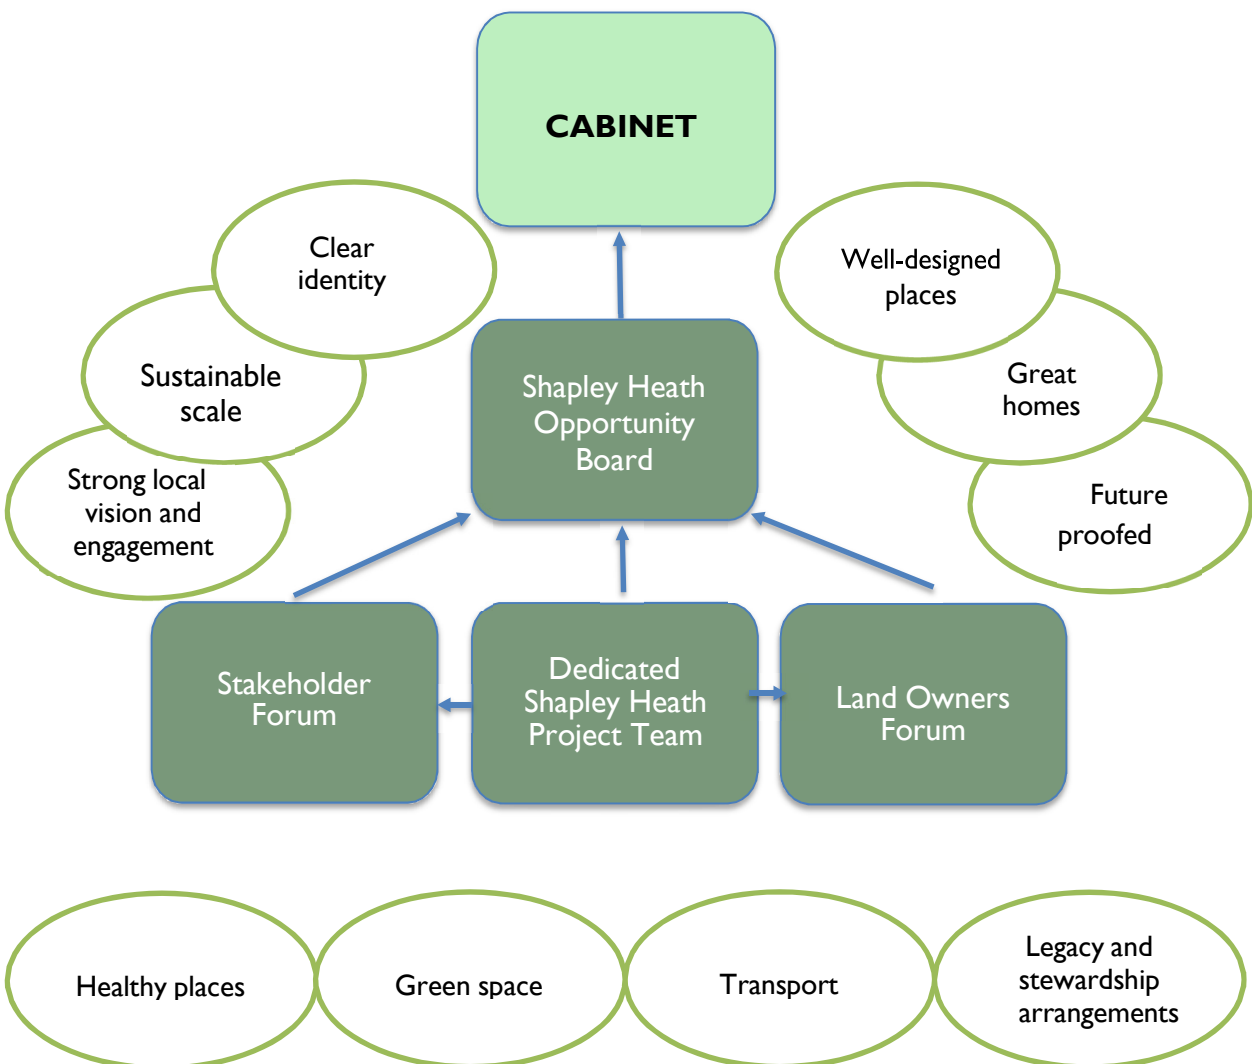 CABINET
Clear
identity
Well-designed
places
Sustainable
scale
Shapley Heath
Opportunity
Board
Great
homes
Strong local
vision and
engagement
Future
proofed
Stakeholder
Forum
Dedicated
Shapley Heath
Project Team
Land Owners
Forum
Healthy places
Green space
Transport
Legacy and
stewardship
arrangements